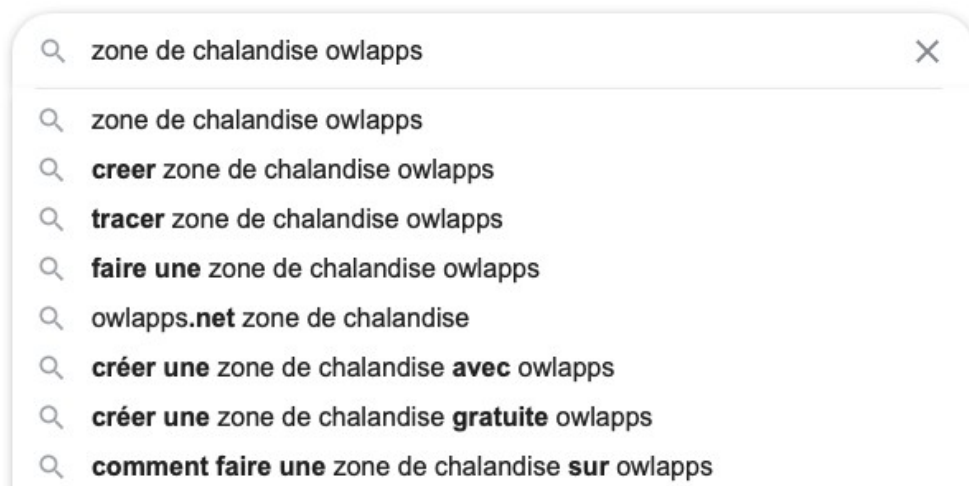 zone de chalandise owlapps
zone de chalandise owlapps
creer zone de chalandise owlapps
tracer zone de chalandise owlapps
faire une zone de chalandise owlapps
owlapps.net zone de chalandise
créer une zone de chalandise avec owlapps
créer une zone de chalandise gratuite owlapps
comment faire une zone de chalandise sur owlapps